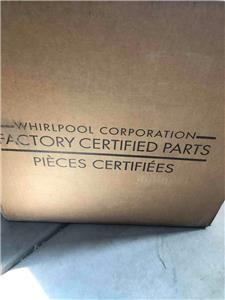 WHIRLPOOL CORPORATION
FACTORY CERTIFIED PARTS
PIÈCES CERTIFIÉES